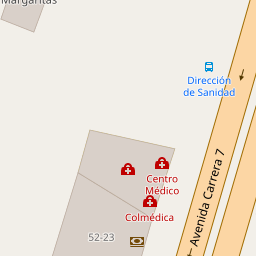 Margaritas
Dirección
de Sanidad
Centro
Médico
Colmédica
Avenida Carrera 7
52-23